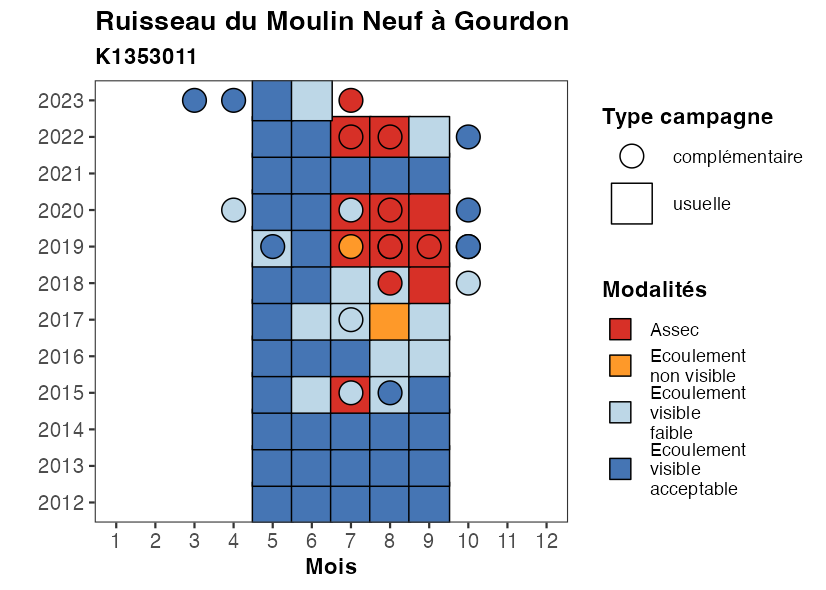 Ruisseau du Moulin Neuf à Gourdon
K1353011
2023
2022
2021
2020
2019
2018
2017
2016
2015
2014
2013
2012
1 2 3 4 5 6 7 8 9 10 11 12
Mois
Type campagne
complémentaire
usuelle
Modalités
Assec
Ecoulement
non visible
Ecoulement
visible
faible
Ecoulement
visible
acceptable